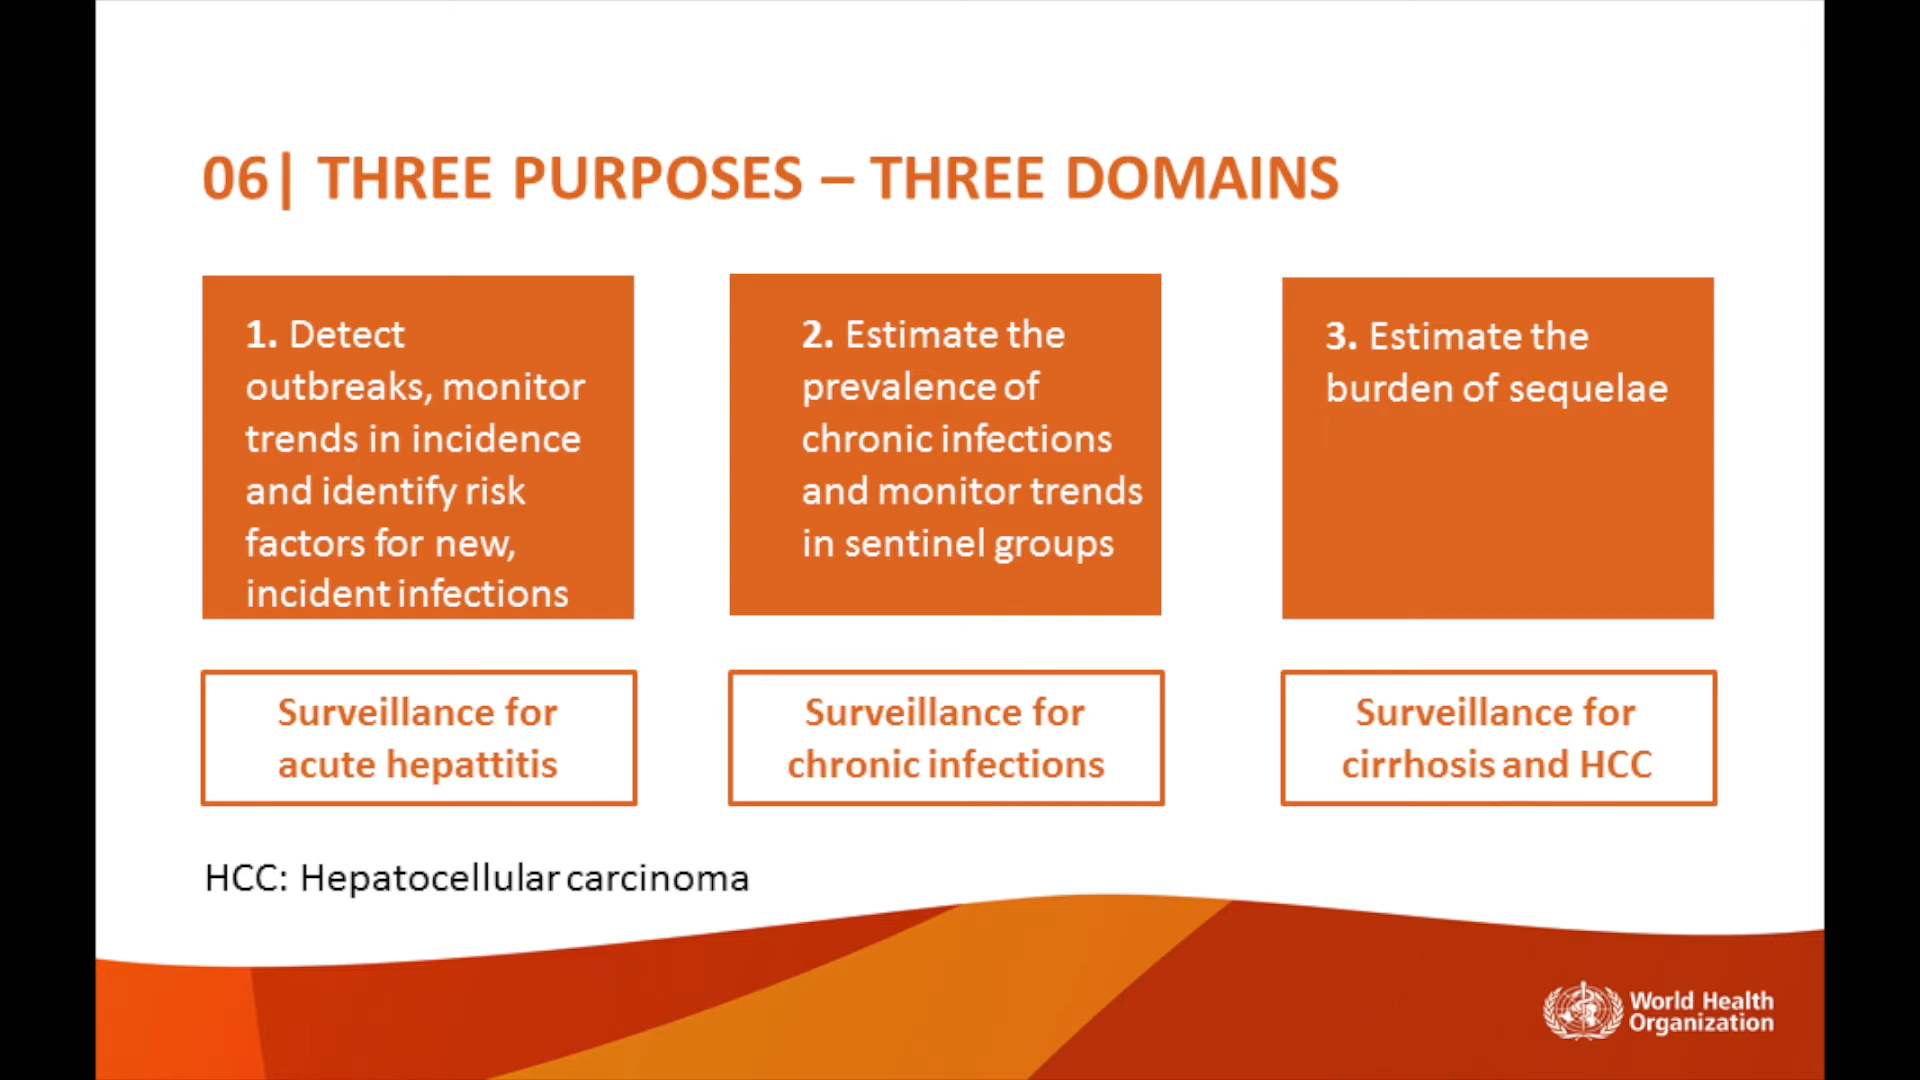 06| THREE PURPOSES – THREE DOMAINS
1. Detect
outbreaks, monitor
trends in incidence
and identify risk
factors for new,
incident infections
2. Estimate the
prevalence of
chronic infections
and monitor trends
in sentinel groups
3. Estimate the
burden of sequelae
Surveillance for
acute hepattitis
Surveillance for
chronic infections
Surveillance for
cirrhosis and HCC
HCC: Hepatocellular carcinoma
World Health
Organization